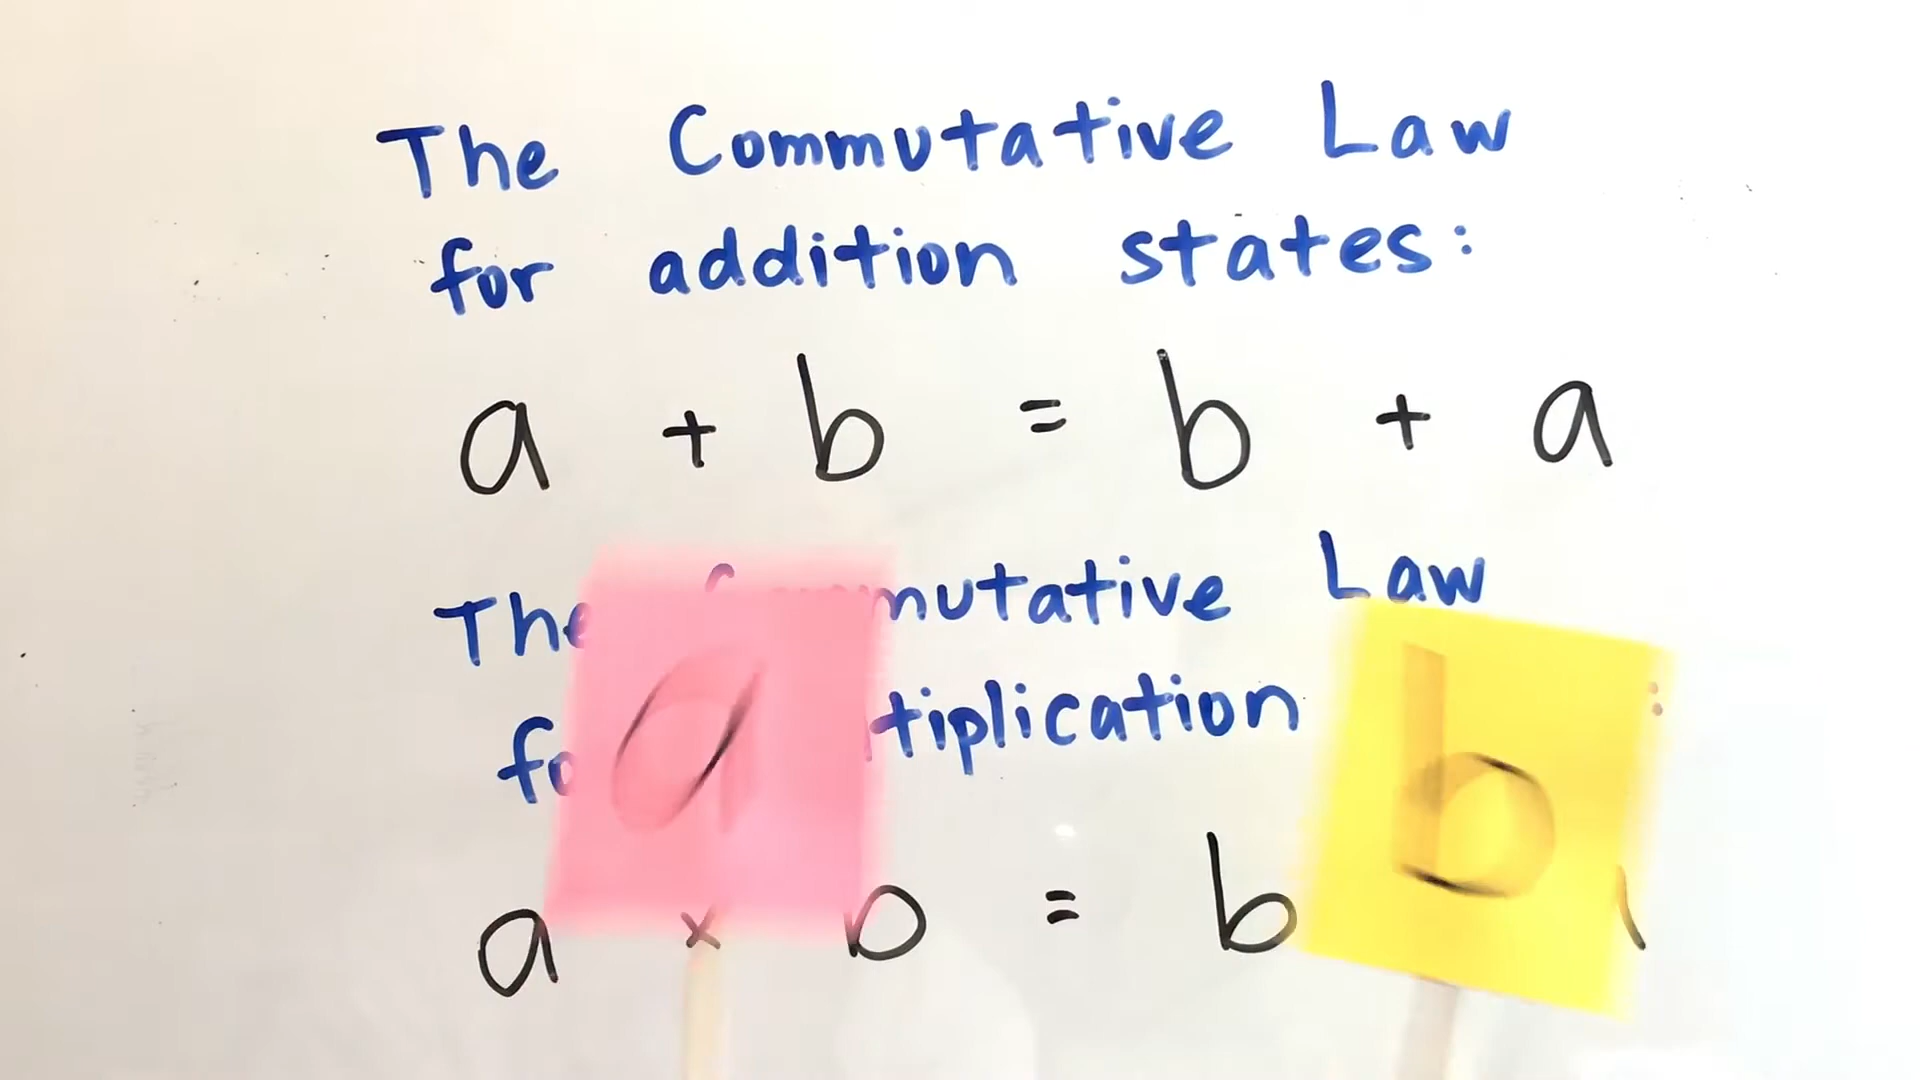 The Commutative Law
for addition states:
a + b = b + a
The Law
a
b
a × b = b